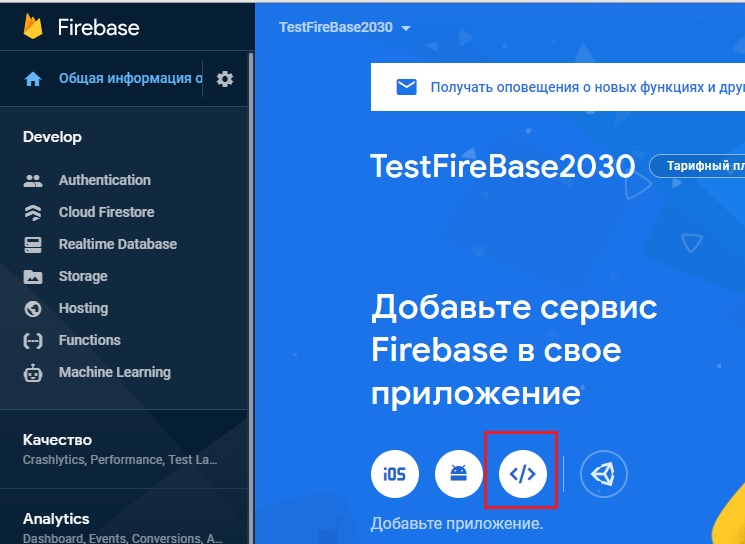 Firebase
TestFireBase2030
Общая информация о
Получать оповещения о новых функциях и
Develop
TestFireBase2030
Тарифный
Authentication
Cloud Firestore
Realtime Database
Storage
Hosting
Functions
Machine Learning
Добавьте сервис
Firebase в свое
приложение
Качество
Crashlytics, Performance, Test La...
iOS
</>
Добавьте приложение.
Analytics
Dashboard, Events, Conversions, A...